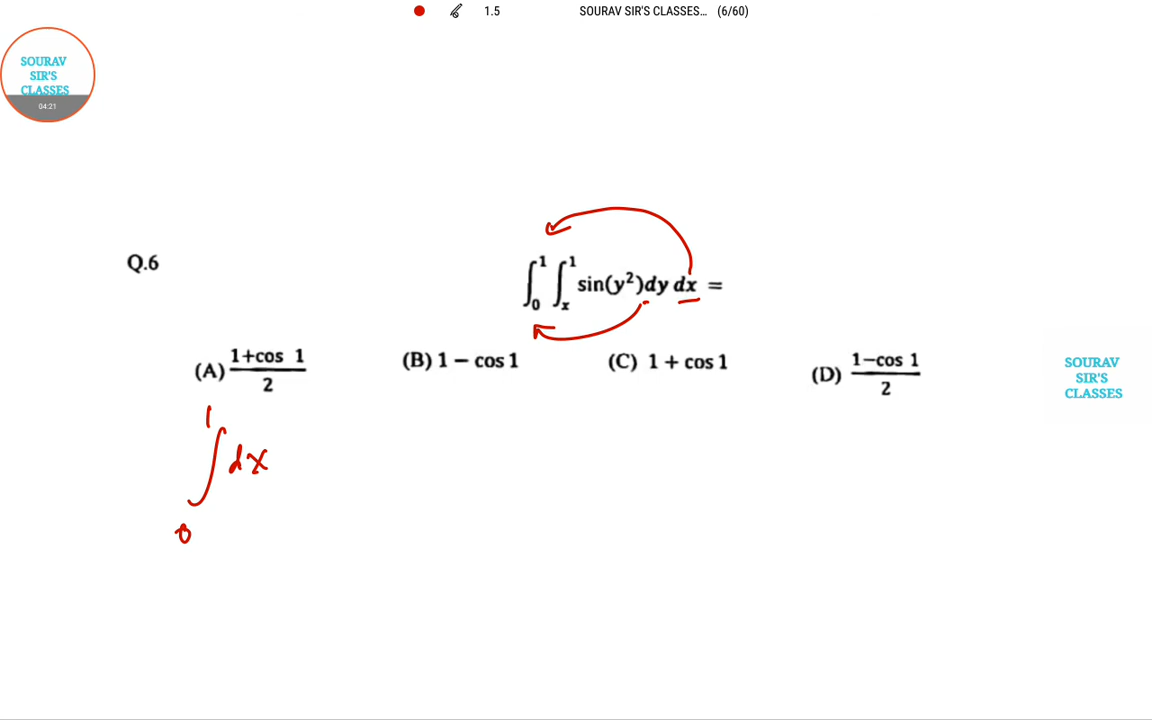 1.5 SOURAV SIR'S CLASSES... (6/60)
SOURAV
SIR'S
CLASSES
04:21
Q.6 ∫₀¹ ∫ₓ¹ sin(y²)dy dx =
(A) (1+cos 1)/2 (B) 1 − cos 1 (C) 1 + cos 1 (D) (1−cos 1)/2
SOURAV
SIR'S
CLASSES
∫₀¹ dx